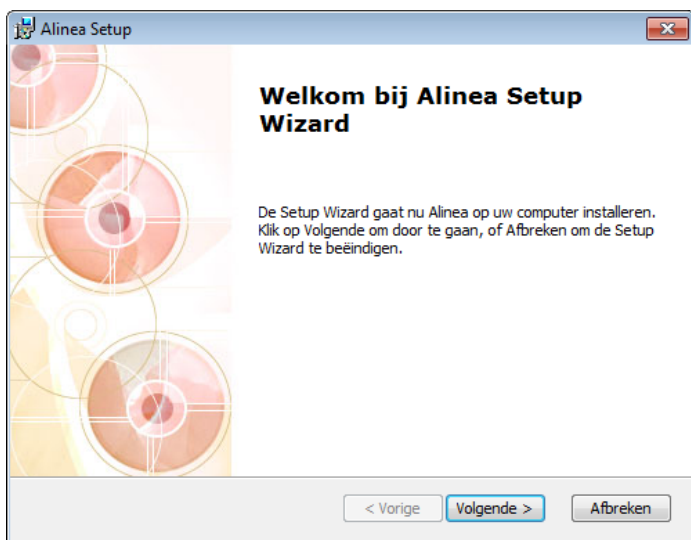 Alinea Setup
Welkom bij Alinea Setup
Wizard
De Setup Wizard gaat nu Alinea op uw computer installeren.
Klik op Volgende om door te gaan, of Afbreken om de Setup
Wizard te beëindigen.
< Vorige
Volgende >
Afbreken